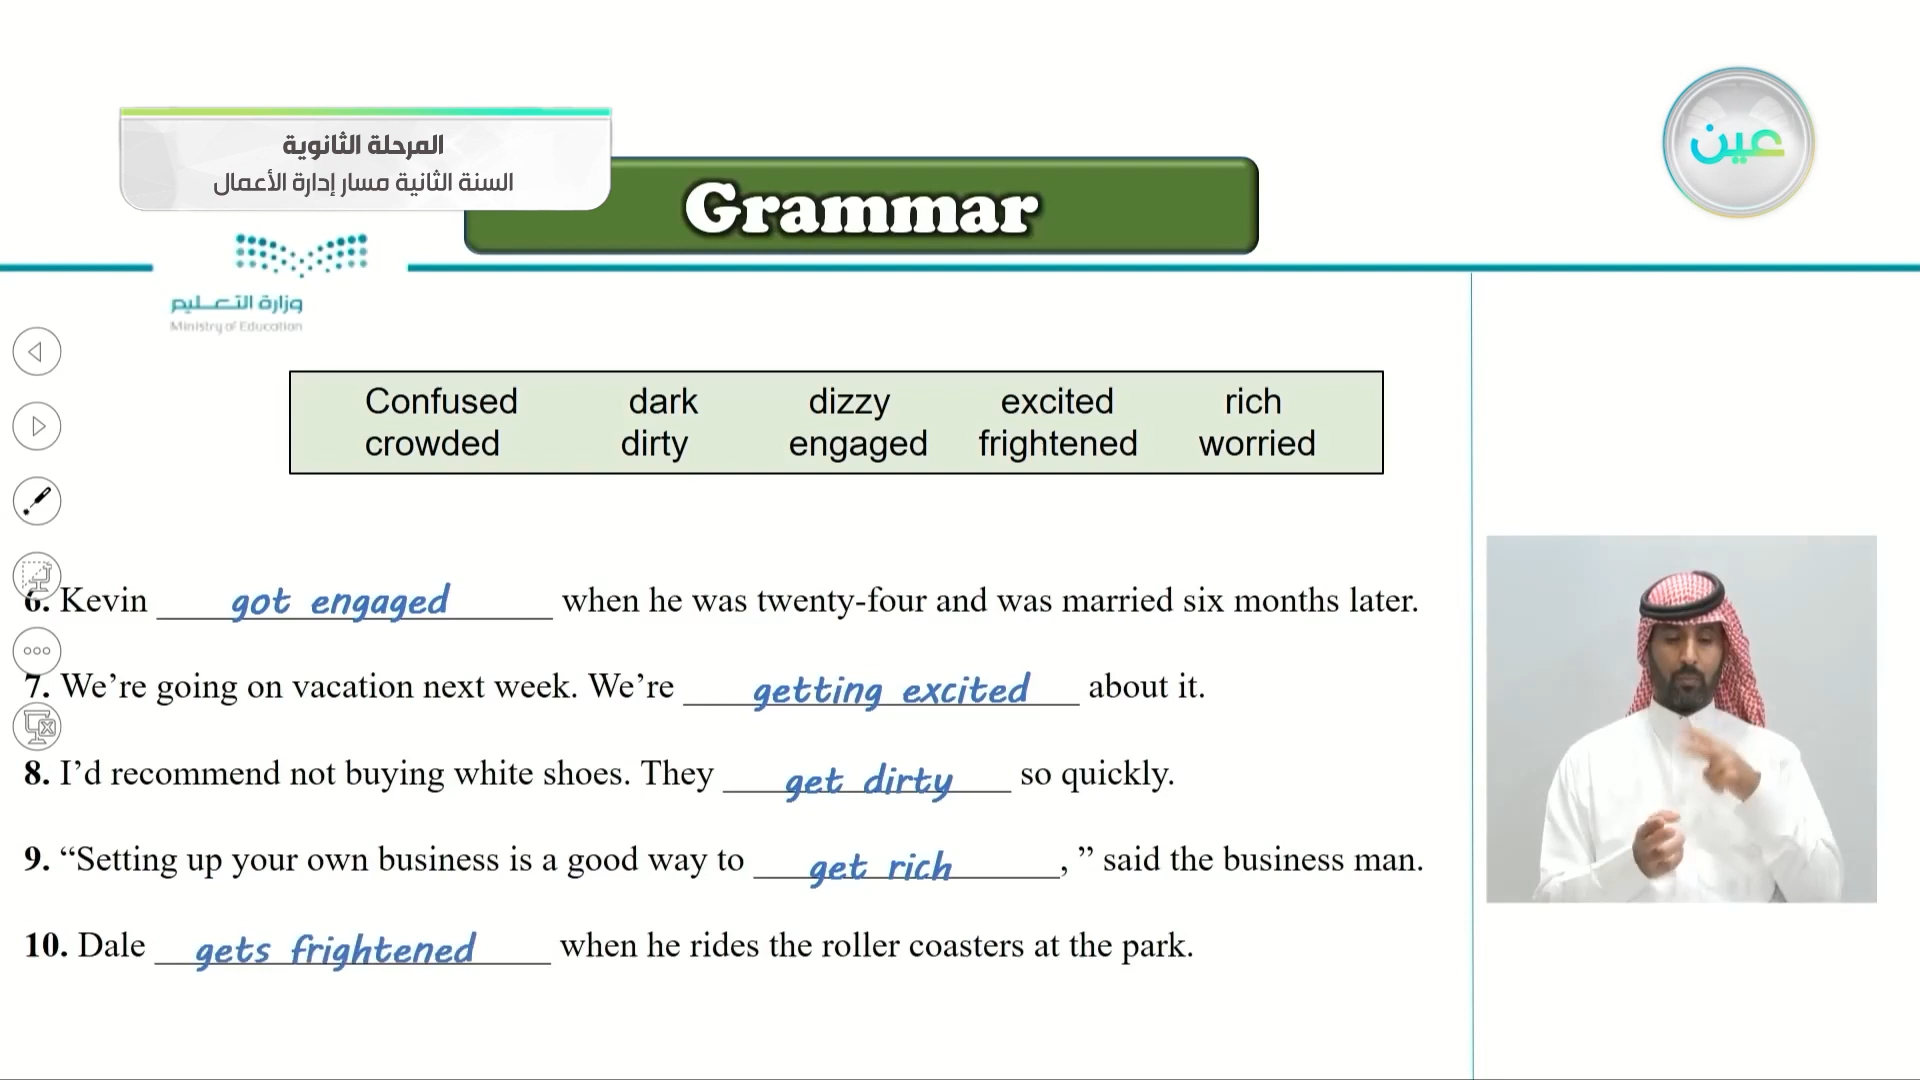 المرحلة الثانوية
السنة الثانية مسار إدارة الأعمال
عين
Grammar
وزارة التعليم
Ministry of Education
Confused dark dizzy excited rich
crowded dirty engaged frightened worried
6. Kevin got engaged when he was twenty-four and was married six months later.
7. We’re going on vacation next week. We’re getting excited about it.
8. I’d recommend not buying white shoes. They get dirty so quickly.
9. “Setting up your own business is a good way to get rich, ” said the business man.
10. Dale gets frightened when he rides the roller coasters at the park.